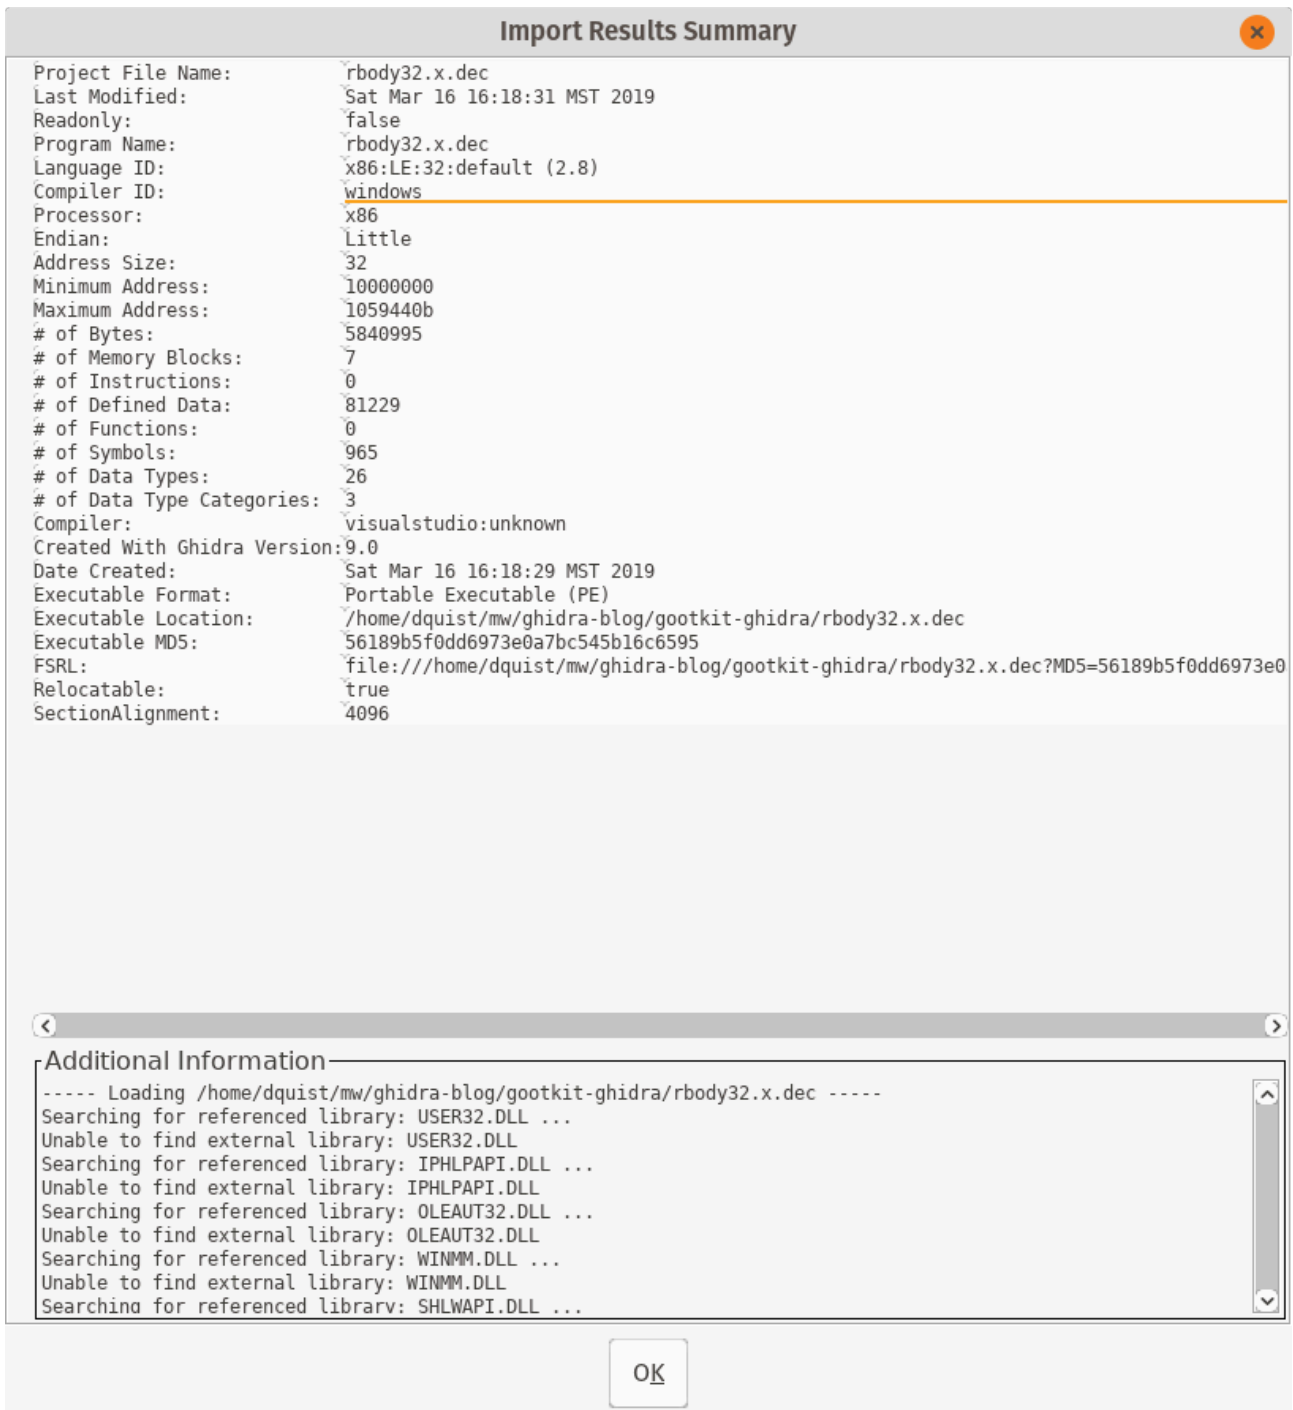 Import Results Summary
Project File Name: rbody32.x.dec
Last Modified: Sat Mar 16 16:18:31 MST 2019
Readonly: false
Program Name: rbody32.x.dec
Language ID: x86:LE:32:default (2.8)
Compiler ID: windows
Processor: x86
Endian: Little
Address Size: 32
Minimum Address: 10000000
Maximum Address: 1059440b
# of Bytes: 5840995
# of Memory Blocks: 7
# of Instructions: 0
# of Defined Data: 81229
# of Functions: 0
# of Symbols: 965
# of Data Types: 26
# of Data Type Categories: 3
Compiler: visualstudio:unknown
Created With Ghidra Version: 9.0
Date Created: Sat Mar 16 16:18:29 MST 2019
Executable Format: Portable Executable (PE)
Executable Location: /home/dquist/mw/ghidra-blog/gootkit-ghidra/rbody32.x.dec
Executable MD5: 56189b5f0dd6973e0a7bc545b16c6595
FSRL: file:///home/dquist/mw/ghidra-blog/gootkit-ghidra/rbody32.x.dec?MD5=56189b5f0dd6973e0
Relocatable: true
SectionAlignment: 4096
Additional Information
----- Loading /home/dquist/mw/ghidra-blog/gootkit-ghidra/rbody32.x.dec -----
Searching for referenced library: USER32.DLL ...
Unable to find external library: USER32.DLL
Searching for referenced library: IPHLPAPI.DLL ...
Unable to find external library: IPHLPAPI.DLL
Searching for referenced library: OLEAUT32.DLL ...
Unable to find external library: OLEAUT32.DLL
Searching for referenced library: WINMM.DLL ...
Unable to find external library: WINMM.DLL
Searching for referenced library: SHLWAPI.DLL ...
OK